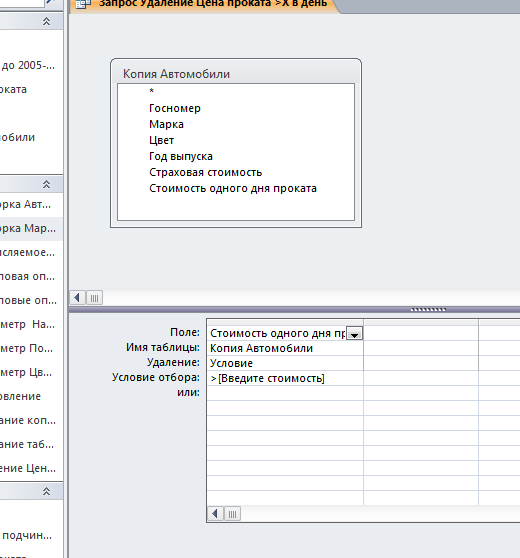 Запрос Удаление Цена проката >X в день
до 2005-...
оката
обили
орка Авт...
орка Мар...
исляемое...
ловая оп...
ловые оп...
метр На...
метр По...
метр Цв...
овление
ание коп...
ание таб...
ение Цен...
подчин...
Копия Автомобили
*
Госномер
Марка
Цвет
Год выпуска
Страховая стоимость
Стоимость одного дня проката
Поле: Стоимость одного дня пр
Имя таблицы: Копия Автомобили
Удаление: Условие
Условие отбора: >[Введите стоимость]
или: